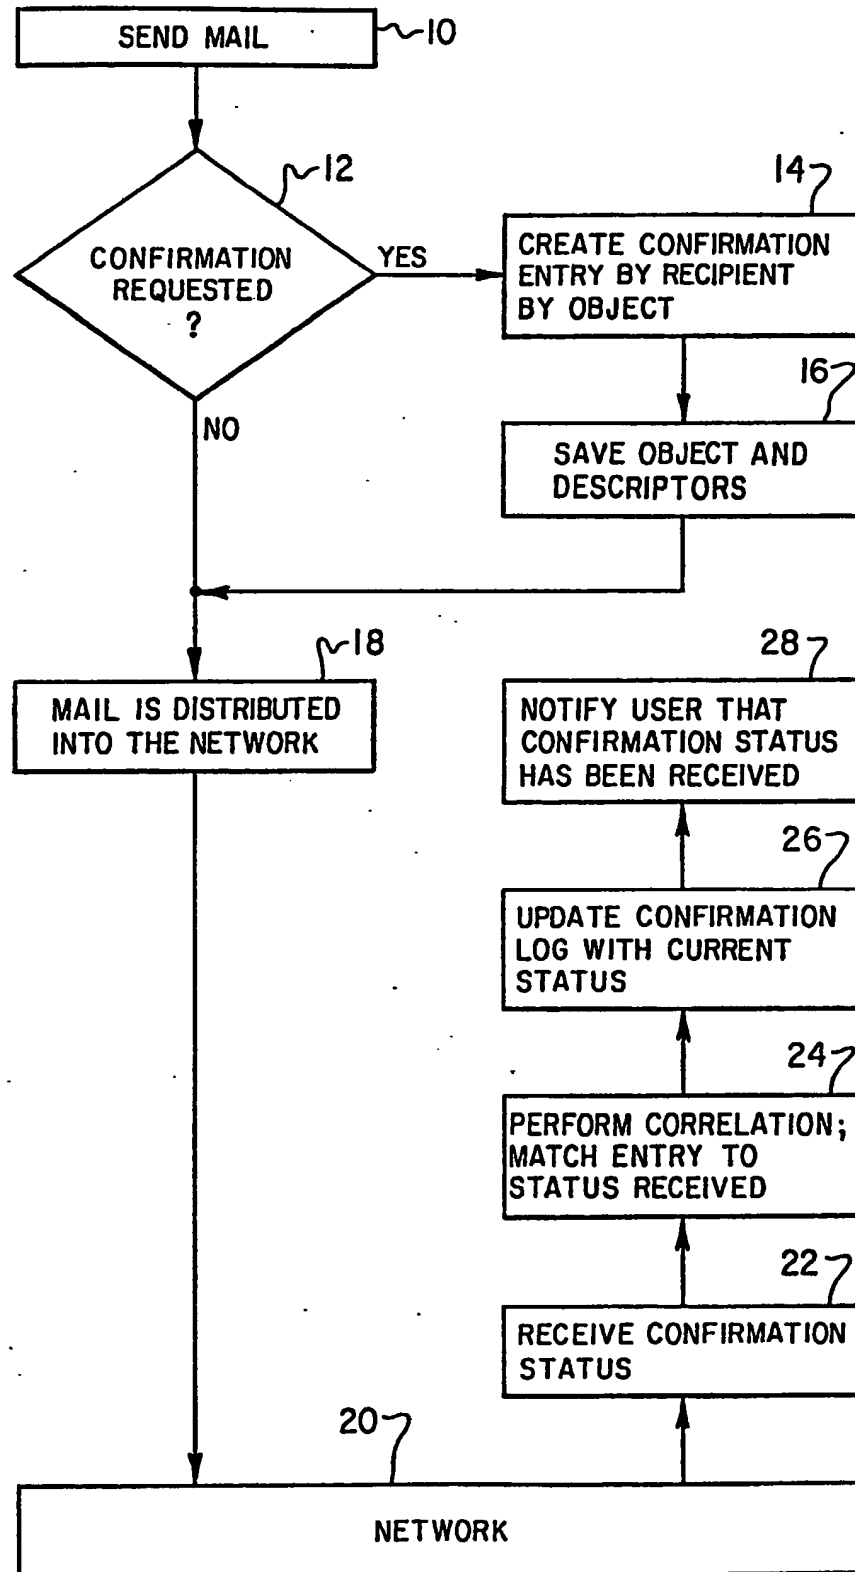 SEND MAIL
10
12
CONFIRMATION
REQUESTED
?
YES
NO
14
CREATE CONFIRMATION
ENTRY BY RECIPIENT
BY OBJECT
16
SAVE OBJECT AND
DESCRIPTORS
18
MAIL IS DISTRIBUTED
INTO THE NETWORK
28
NOTIFY USER THAT
CONFIRMATION STATUS
HAS BEEN RECEIVED
26
UPDATE CONFIRMATION
LOG WITH CURRENT
STATUS
24
PERFORM CORRELATION;
MATCH ENTRY TO
STATUS RECEIVED
22
RECEIVE CONFIRMATION
STATUS
20
NETWORK